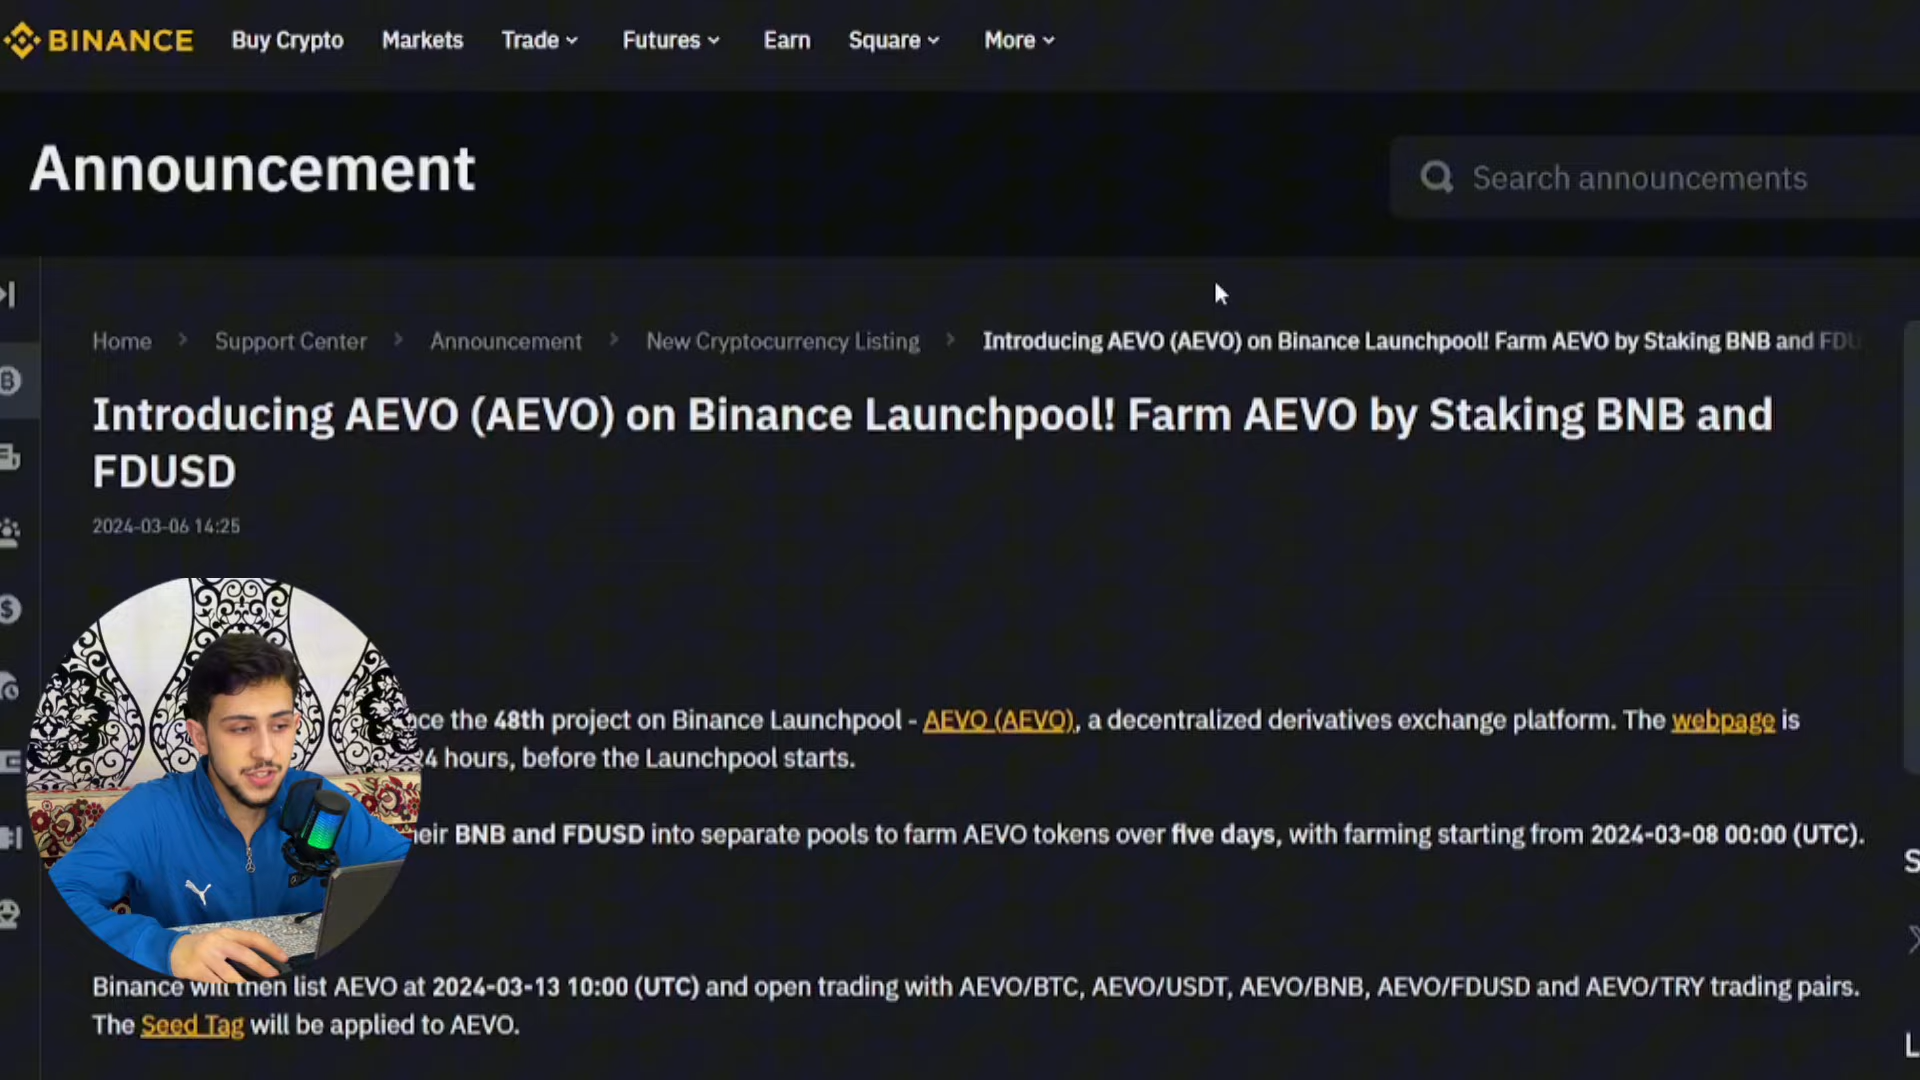 BINANCE Buy Crypto Markets Trade Futures Earn Square More
Announcement
Search announcements
Home > Support Center > Announcement > New Cryptocurrency Listing > Introducing AEVO (AEVO) on Binance Launchpool! Farm AEVO by Staking BNB and FDU
Introducing AEVO (AEVO) on Binance Launchpool! Farm AEVO by Staking BNB and
FDUSD
2024-03-06 14:25
the 48th project on Binance Launchpool - AEVO (AEVO), a decentralized derivatives exchange platform. The webpage is
hours, before the Launchpool starts.
BNB and FDUSD into separate pools to farm AEVO tokens over five days, with farming starting from 2024-03-08 00:00 (UTC).
Binance will then list AEVO at 2024-03-13 10:00 (UTC) and open trading with AEVO/BTC, AEVO/USDT, AEVO/BNB, AEVO/FDUSD and AEVO/TRY trading pairs.
The Seed Tag will be applied to AEVO.